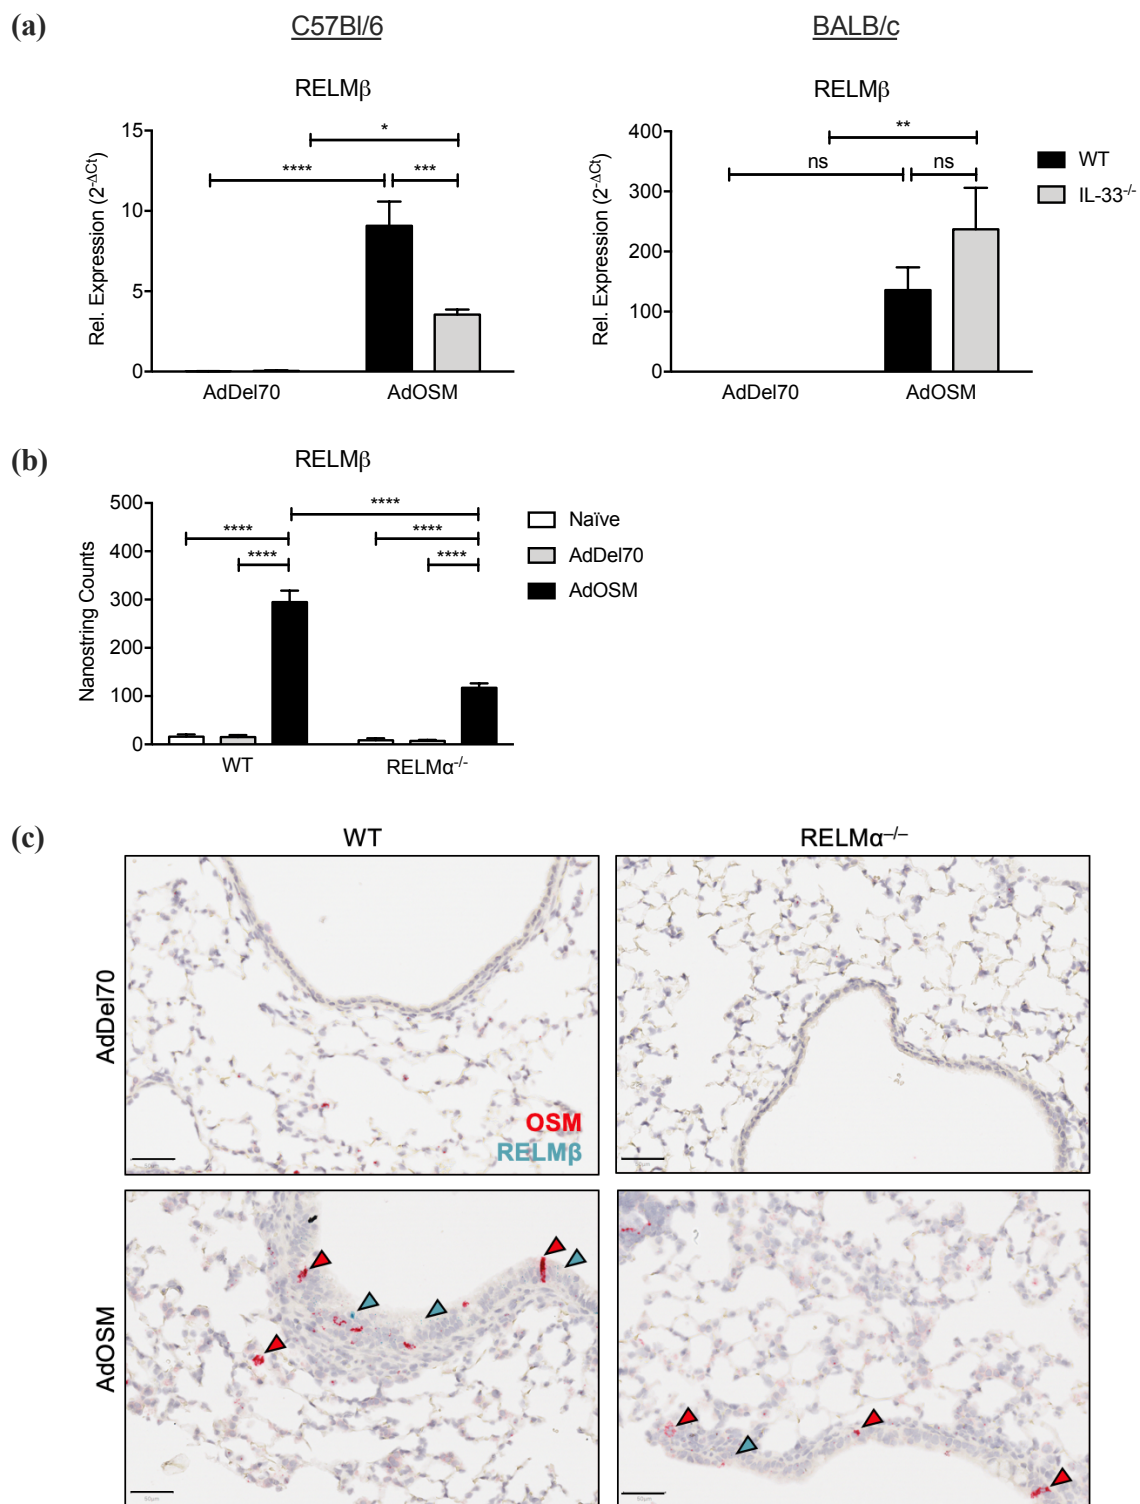 (a)
C57Bl/6
BALB/c
RELMβ
RELMβ
Rel. Expression (2-ΔCt)
15
10
5
0
*
****
***
AdDel70
AdOSM
Rel. Expression (2-ΔCt)
400
300
200
100
0
**
ns
ns
AdDel70
AdOSM
WT
IL-33-/-
(b)
RELMβ
Nanostring Counts
500
400
300
200
100
0
****
****
****
****
****
WT
RELMα-/-
Naïve
AdDel70
AdOSM
(c)
WT
RELMα–/–
AdDel70
OSM
RELMβ
AdOSM